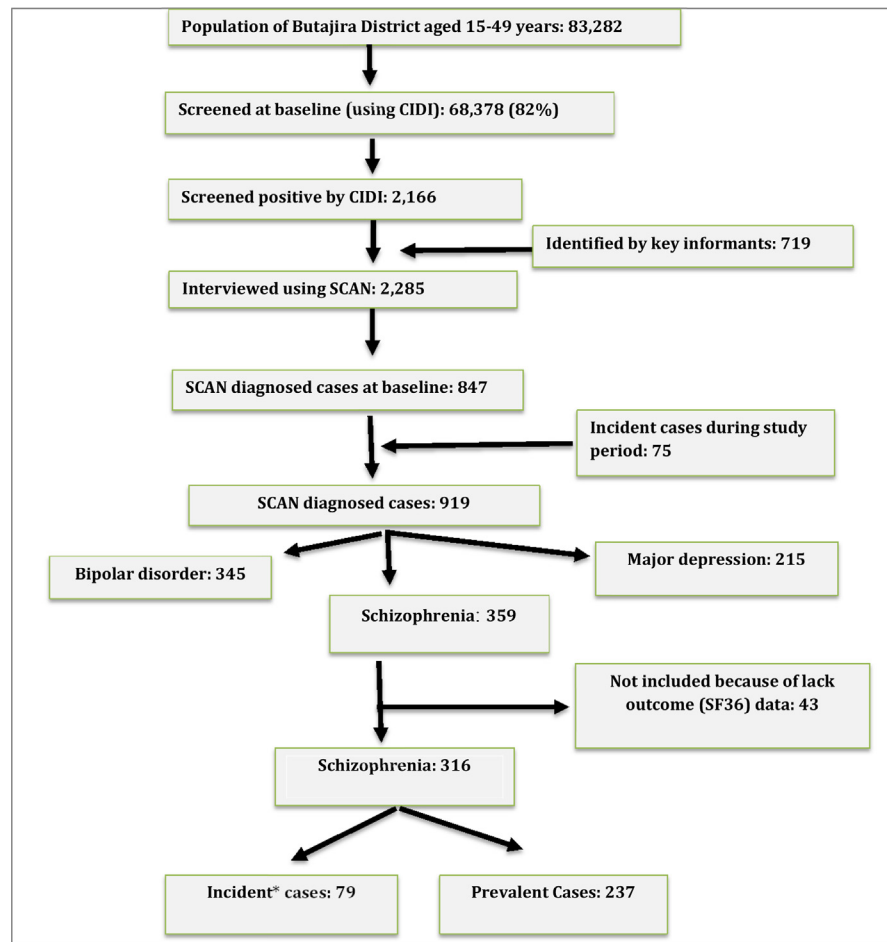 Population of Butajira District aged 15-49 years: 83,282
Screened at baseline (using CIDI): 68,378 (82%)
Screened positive by CIDI: 2,166
Identified by key informants: 719
Interviewed using SCAN: 2,285
SCAN diagnosed cases at baseline: 847
Incident cases during study
period: 75
SCAN diagnosed cases: 919
Bipolar disorder: 345
Major depression: 215
Schizophrenia: 359
Not included because of lack
outcome (SF36) data: 43
Schizophrenia: 316
Incident* cases: 79
Prevalent Cases: 237